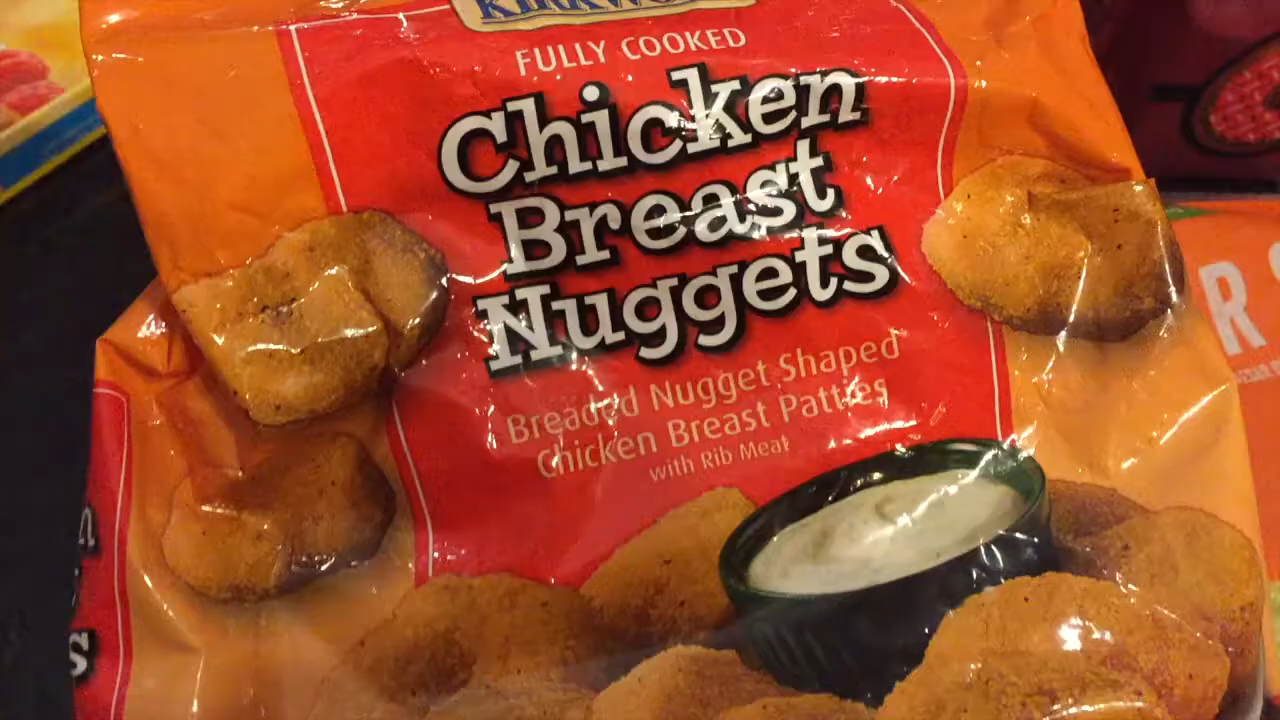 FULLY COOKED
Chicken
Breast
Nuggets
Breaded Nugget Shaped
Chicken Breast Patties
with Rib Meat
R